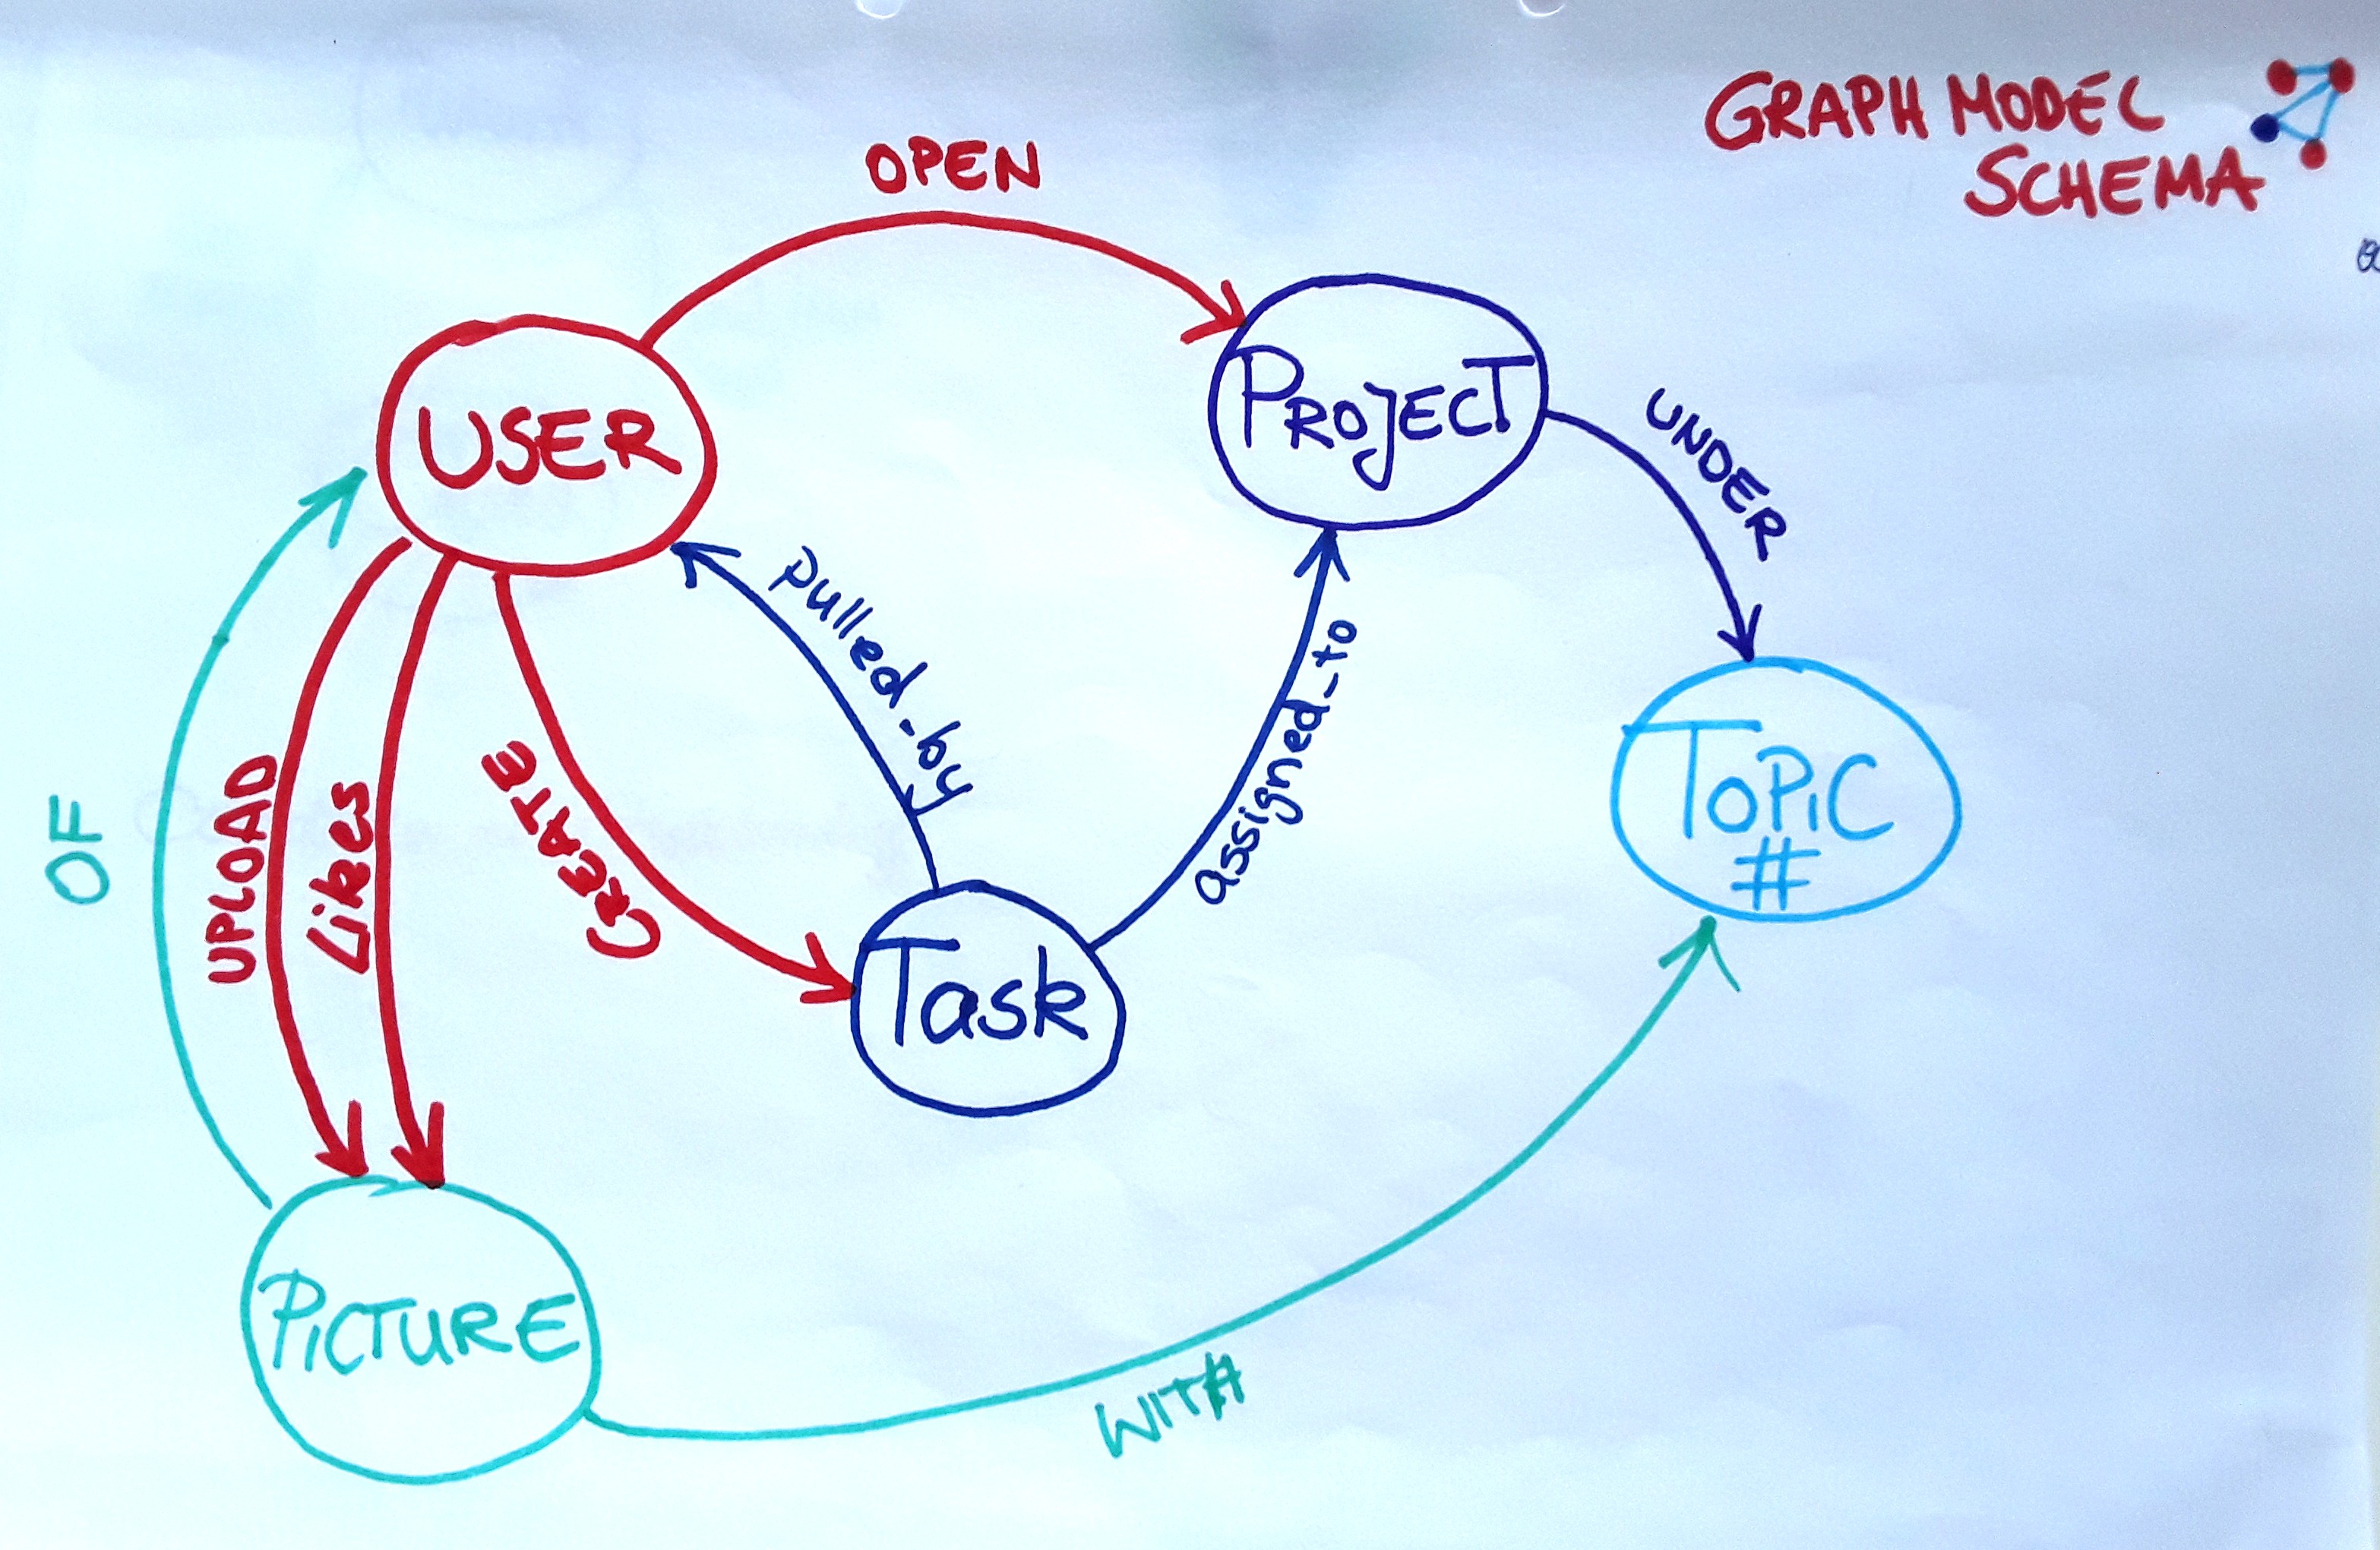 GRAPH MODEL
SCHEMA
OPEN
USER
PROJECT
UNDER
Pulled_by
assigned_to
TOPiC
#
OF
UPLOAD
Likes
CREATE
Task
PiCTURE
WITH